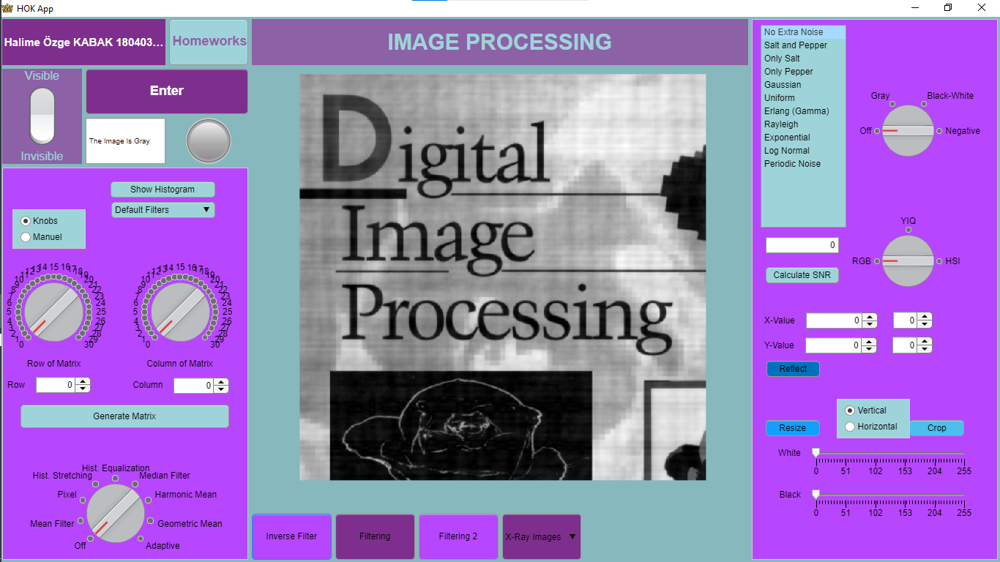 HOK App
Halime Özge KABAK 180403...
Homeworks
IMAGE PROCESSING
Visible
Invisible
Enter
The Image Is Gray
Show Histogram
Default Filters
Knobs
Manuel
0 1 2 3 4 5 6 7 8 9 10 11 12 13 14 15 16 17 18 19 20 21 22 23 24 25 26 27 28 29 30
0 1 2 3 4 5 6 7 8 9 10 11 12 13 14 15 16 17 18 19 20 21 22 23 24 25 26 27 28 29 30
Row of Matrix
Column of Matrix
Row 0
Column 0
Generate Matrix
Hist. Equalization
Hist. Stretching
Median Filter
Pixel
Harmonic Mean
Mean Filter
Geometric Mean
Off
Adaptive
Digital
Image
Processing
Inverse Filter
Filtering
Filtering 2
X-Ray Images
No Extra Noise
Salt and Pepper
Only Salt
Only Pepper
Gaussian
Uniform
Erlang (Gamma)
Rayleigh
Exponential
Log Normal
Periodic Noise
Gray
Black-White
Off
Negative
0
Calculate SNR
YIQ
RGB
HSI
X-Value 0 0
Y-Value 0 0
Reflect
Vertical
Horizontal
Resize
Crop
White
0 51 102 153 204 255
Black
0 51 102 153 204 255